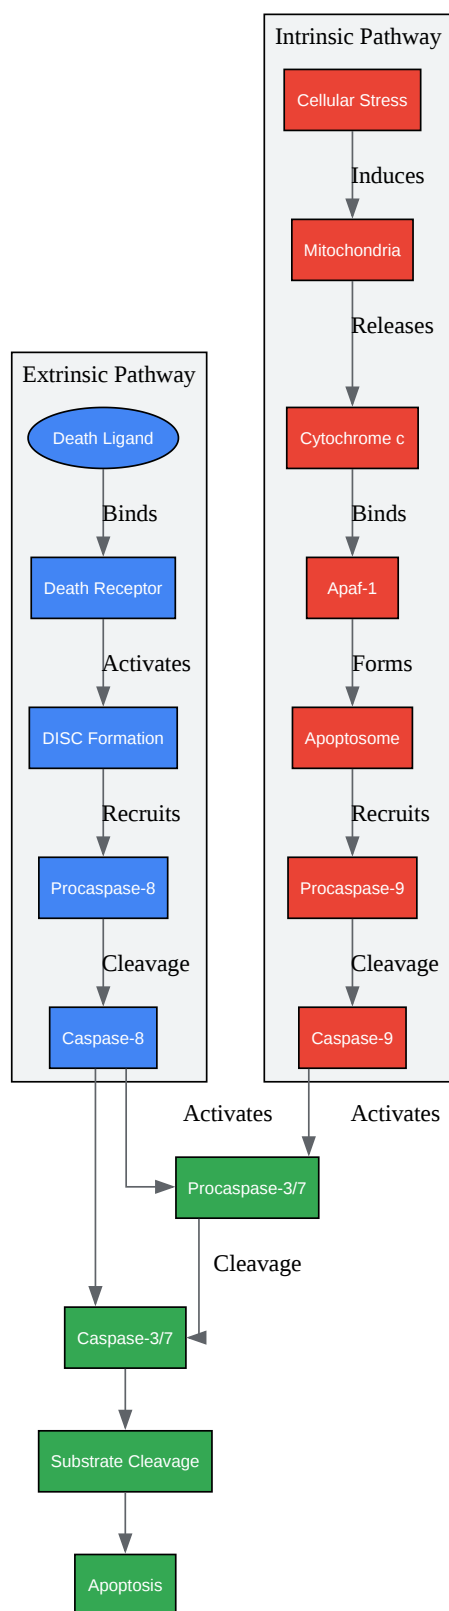 Intrinsic Pathway
Cellular Stress
Induces
Mitochondria
Releases
Cytochrome c
Binds
Apaf-1
Forms
Apoptosome
Recruits
Procaspase-9
Cleavage
Caspase-9
Activates
Extrinsic Pathway
Death Ligand
Binds
Death Receptor
Activates
DISC Formation
Recruits
Procaspase-8
Cleavage
Caspase-8
Activates
Procaspase-3/7
Cleavage
Caspase-3/7
Substrate Cleavage
Apoptosis